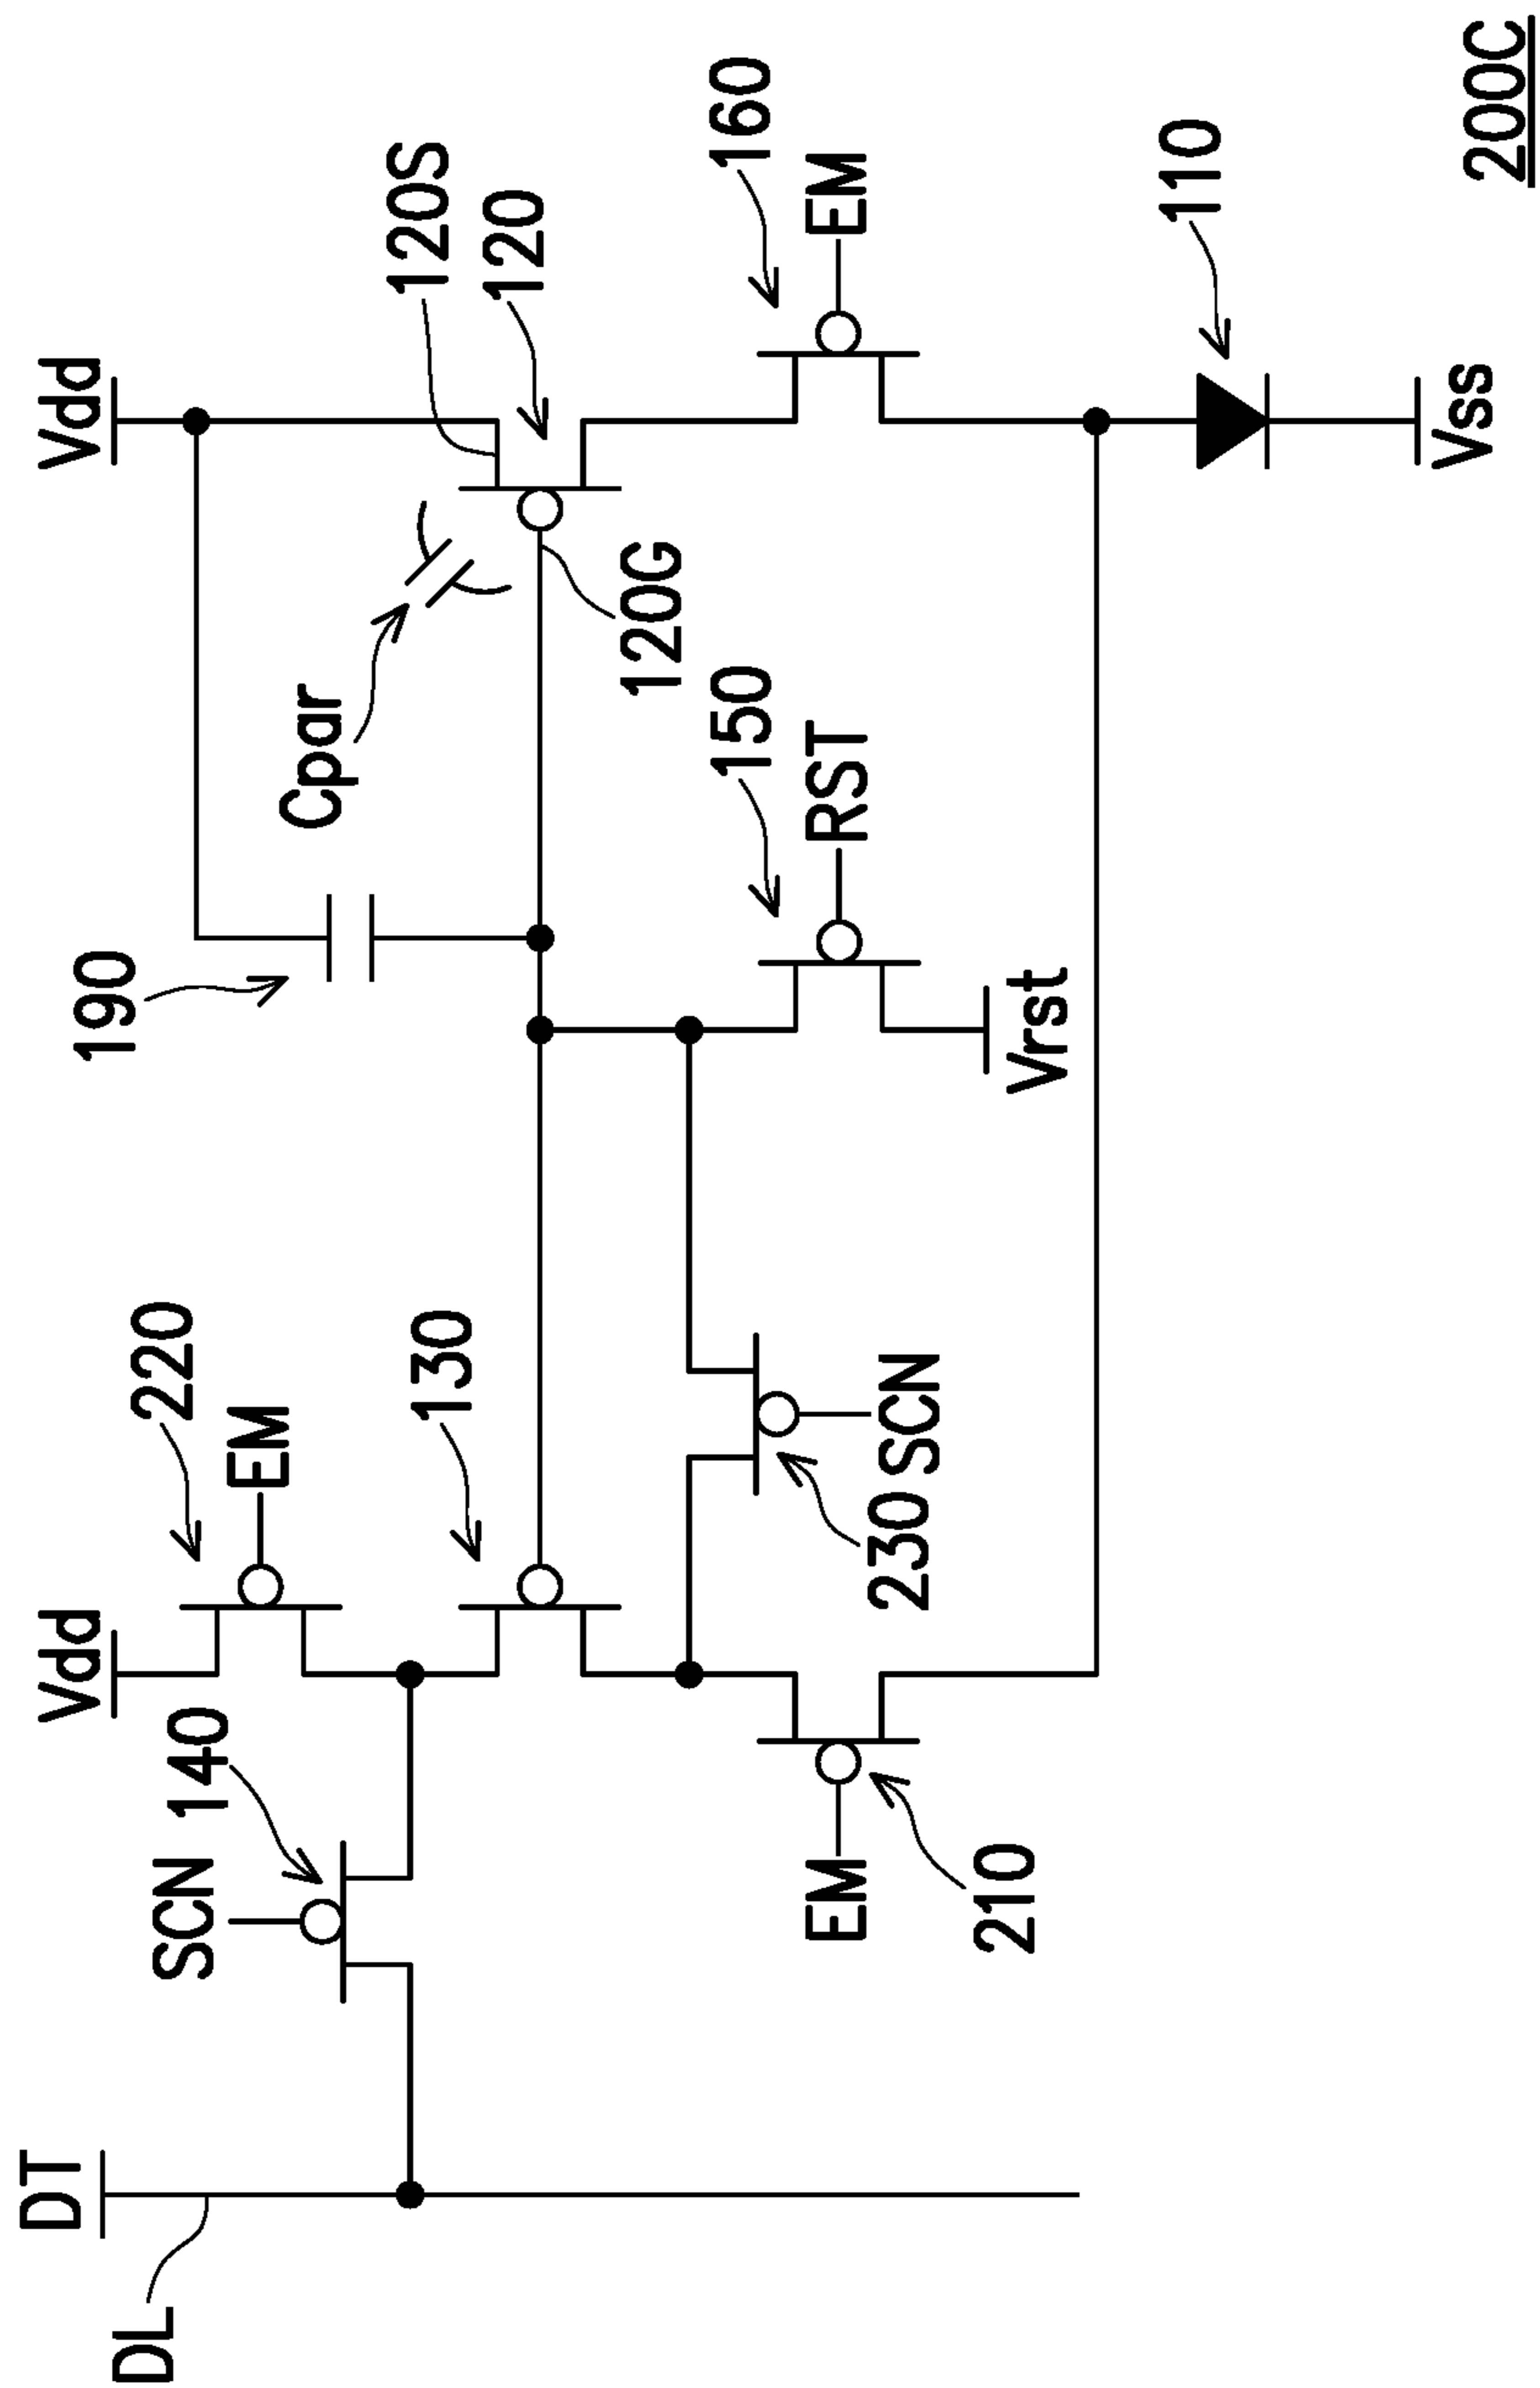 DT
DL
SCN
140
Vdd
220
EM
130
EM
210
230
SCN
190
Cpar
Vdd
120S
120
120G
150
RST
Vrst
160
EM
110
Vss
200C